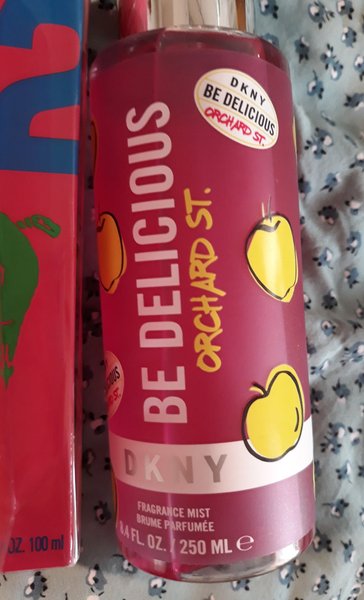 DKNY
BE DELICIOUS
ORCHARD ST.
BE DELICIOUS
ORCHARD ST.
DKNY
FRAGRANCE MIST
BRUME PARFUMÉE
8.4 FL. OZ. / 250 ML e
OZ. 100 ml